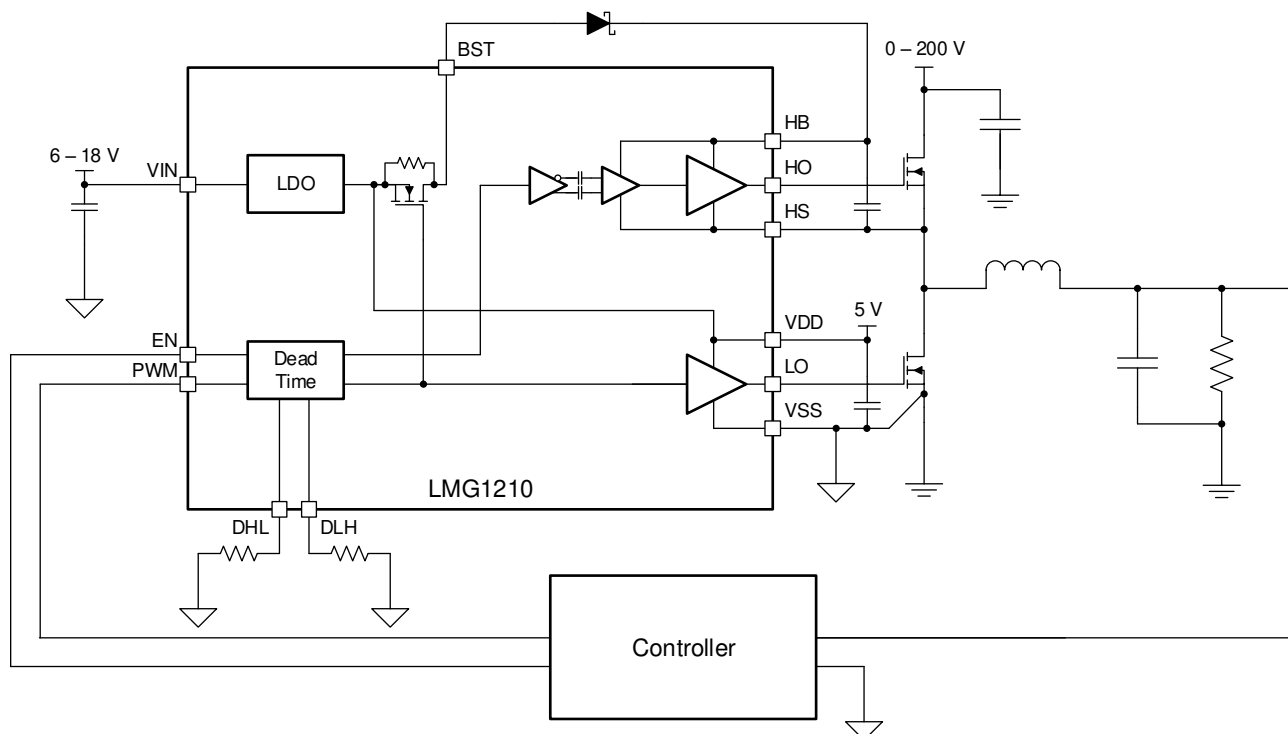 BST
0 – 200 V
HB
6 – 18 V
VIN
LDO
HO
HS
5 V
EN
VDD
PWM
Dead
Time
LO
VSS
LMG1210
DHL
DLH
Controller